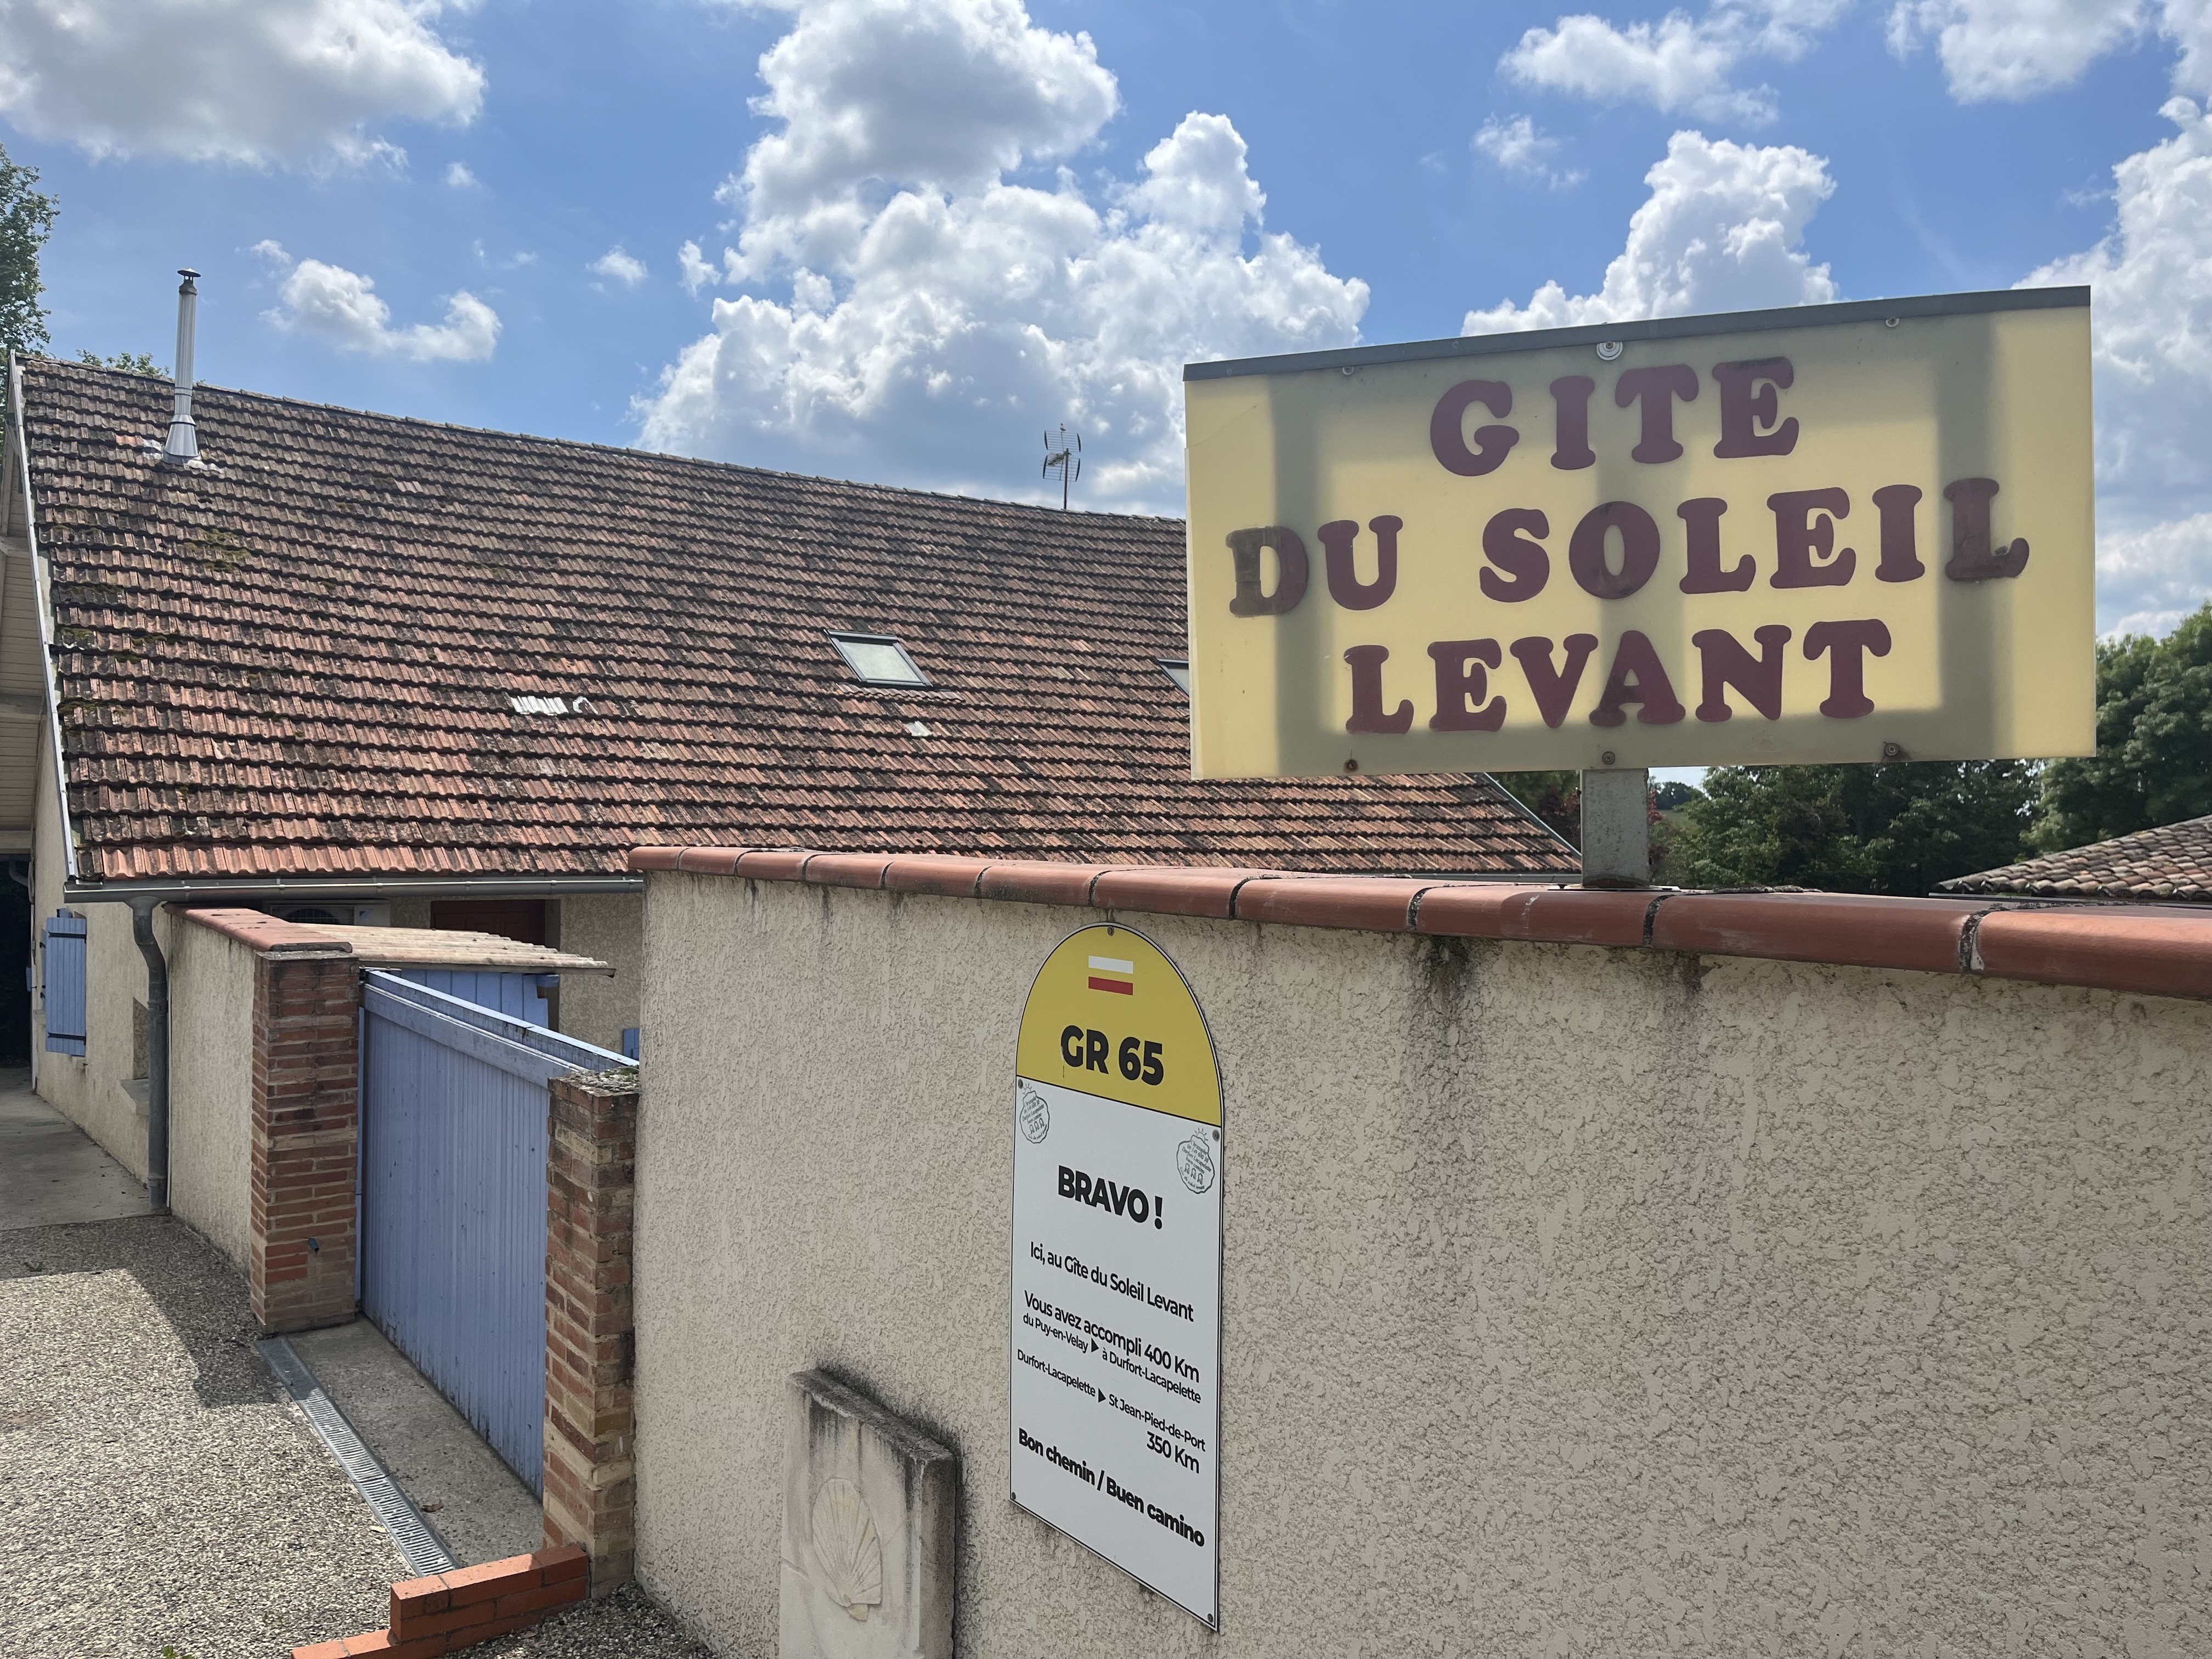 GITE
DU SOLEIL
LEVANT
GR 65
BRAVO !
Ici, au Gîte du Soleil Levant
Vous avez accompli 400 Km
du Puy-en-Velay ▶ à Durfort-Lacapelette
Durfort-Lacapelette ▶ St Jean-Pied-de-Port
350 Km
Bon chemin / Buen camino